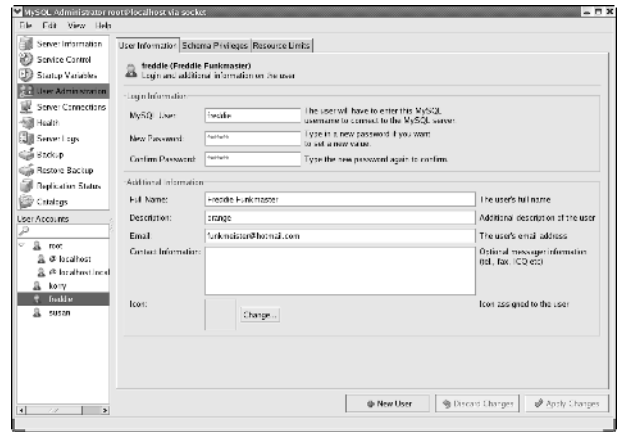 MySQL Administrator root@localhost via socket
File Edit View Help
Server Information
Service Control
Startup Variables
User Administration
Server Connections
Health
Server Logs
Backup
Restore Backup
Replication Status
Catalogs
User Accounts
root
@ localhost
@ localhost.local
korry
freddie
susan
User Information Schema Privileges Resource Limits
freddie (Freddie Funkmaster)
Login and additional information on the user
Login Information
MySQL User: freddie The user will have to enter this MySQL
username to connect to the MySQL server
New Password: ******* Type in a new password if you want
to set a new value.
Confirm Password: ******* Type the new password again to confirm.
Additional Information
Full Name: Freddie Funkmaster The user's full name
Description: orange Additional description of the user
Email: funkmeister@hotmail.com The user's email address
Contact Information: Optional messager information
(tel., fax, ICQ etc)
Icon: Change... Icon assigned to the user
New User Discard Changes Apply Changes